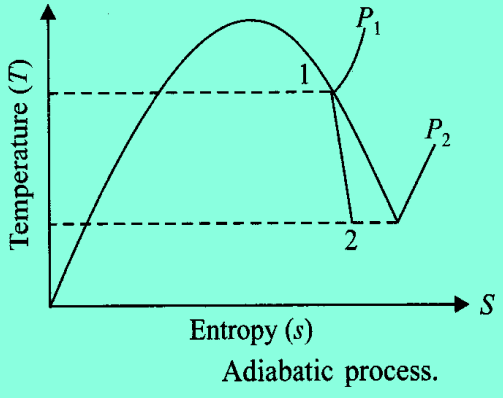 P1
1
P2
Temperature (T)
2
S
Entropy (s)
Adiabatic process.